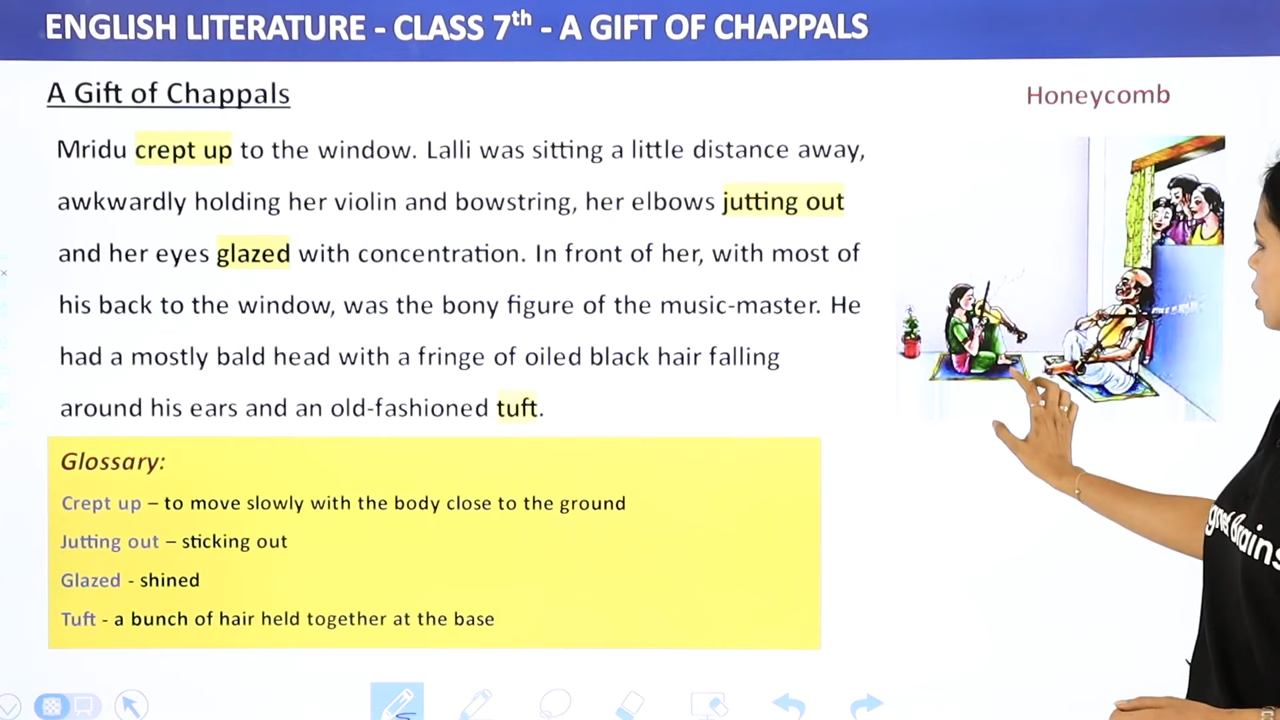 ENGLISH LITERATURE - CLASS 7th - A GIFT OF CHAPPALS
A Gift of Chappals
Honeycomb
Mridu crept up to the window. Lalli was sitting a little distance away,
awkwardly holding her violin and bowstring, her elbows jutting out
and her eyes glazed with concentration. In front of her, with most of
his back to the window, was the bony figure of the music-master. He
had a mostly bald head with a fringe of oiled black hair falling
around his ears and an old-fashioned tuft.
Glossary:
Crept up – to move slowly with the body close to the ground
Jutting out – sticking out
Glazed - shined
Tuft - a bunch of hair held together at the base
Brains